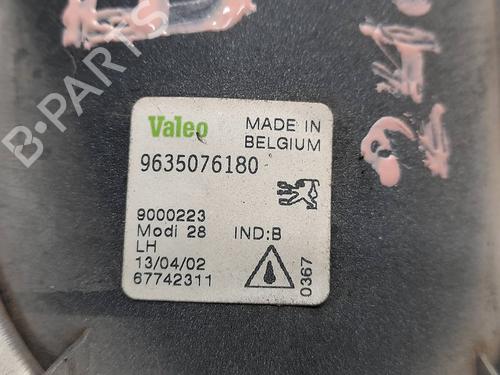 B-PARTS
Valeo
MADE IN
BELGIUM
9635076180
9000223
Modi 28
IND:B
LH
13/04/02
67742311
0367